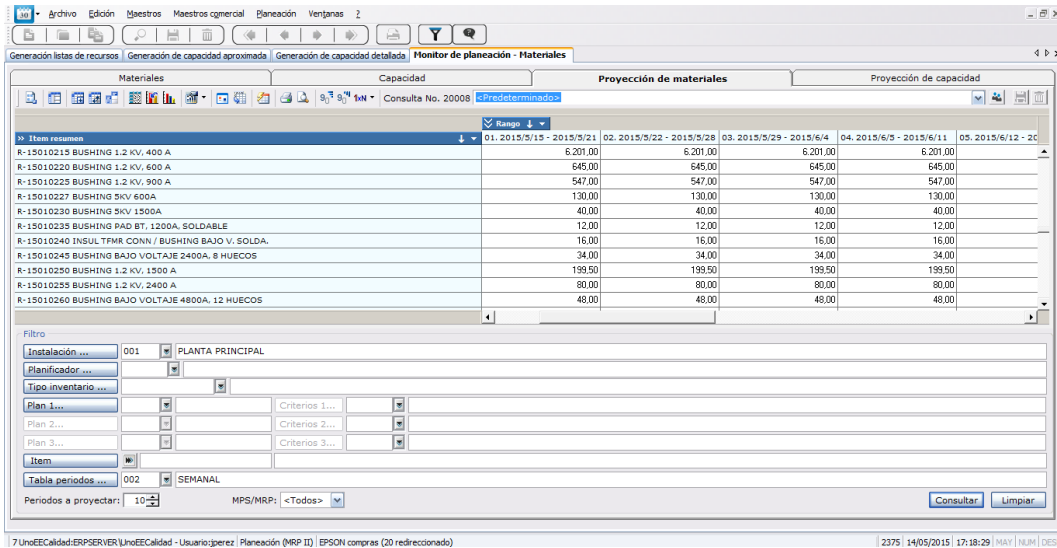 30 Archivo Edición Maestros Maestros comercial Planeación Ventanas ?
Generación listas de recursos Generación de capacidad aproximada Generación de capacidad detallada Monitor de planeación - Materiales
Materiales Capacidad Proyección de materiales Proyección de capacidad
1xN Consulta No. 20008 <Predeterminado>
Rango
Item resumen 01. 2015/5/15 - 2015/5/21 02. 2015/5/22 - 2015/5/28 03. 2015/5/29 - 2015/6/4 04. 2015/6/5 - 2015/6/11 05. 2015/6/12 - 20
R-15010215 BUSHING 1.2 KV, 400 A 6.201,00 6.201,00 6.201,00 6.201,00
R-15010220 BUSHING 1.2 KV, 600 A 645,00 645,00 645,00 645,00
R-15010225 BUSHING 1.2 KV, 900 A 547,00 547,00 547,00 547,00
R-15010227 BUSHING 5KV 600A 130,00 130,00 130,00 130,00
R-15010230 BUSHING 5KV 1500A 40,00 40,00 40,00 40,00
R-15010235 BUSHING PAD BT, 1200A, SOLDABLE 12,00 12,00 12,00 12,00
R-15010240 INSUL TFMR CONN / BUSHING BAJO V. SOLDA. 16,00 16,00 16,00 16,00
R-15010245 BUSHING BAJO VOLTAJE 2400A, 8 HUECOS 34,00 34,00 34,00 34,00
R-15010250 BUSHING 1.2 KV, 1500 A 199,50 199,50 199,50 199,50
R-15010255 BUSHING 1.2 KV, 2400 A 80,00 80,00 80,00 80,00
R-15010260 BUSHING BAJO VOLTAJE 4800A, 12 HUECOS 48,00 48,00 48,00 48,00
Filtro
Instalación ... 001 PLANTA PRINCIPAL
Planificador ...
Tipo inventario ...
Plan 1... Criterios 1...
Plan 2... Criterios 2...
Plan 3... Criterios 3...
Item
Tabla periodos ... 002 SEMANAL
Periodos a proyectar: 10 MPS/MRP: <Todos> Consultar Limpiar
7 UnoEECalidad:ERPSERVER\UnoEECalidad - Usuario:jperez Planeación (MRP II) EPSON compras (20 redireccionado) 2375 14/05/2015 17:18:29 MAY NUM DES